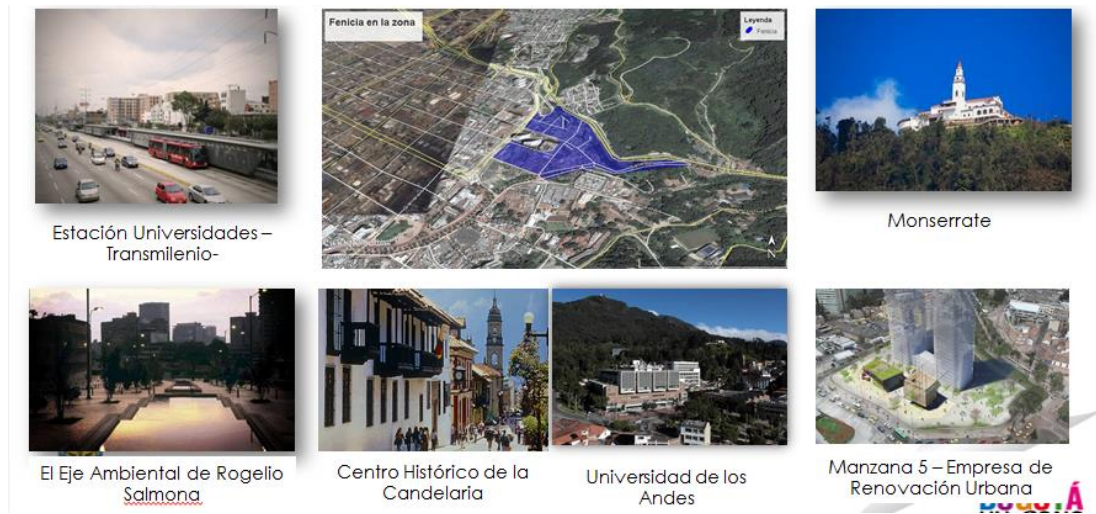 Fenicia en la zona
Leyenda
Fenicia
N
Estación Universidades –
Transmilenio-
Monserrate
El Eje Ambiental de Rogelio
Salmona
Centro Histórico de la
Candelaria
Universidad de los
Andes
Manzana 5 – Empresa de
Renovación Urbana
BOGOTÁ